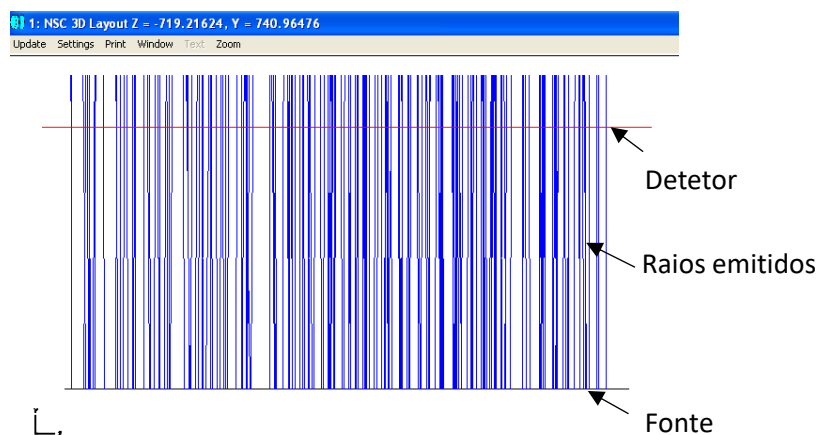 1: NSC 3D Layout Z = -719.21624, Y = 740.96476
Update Settings Print Window Text Zoom
Detetor
Raios emitidos
Fonte